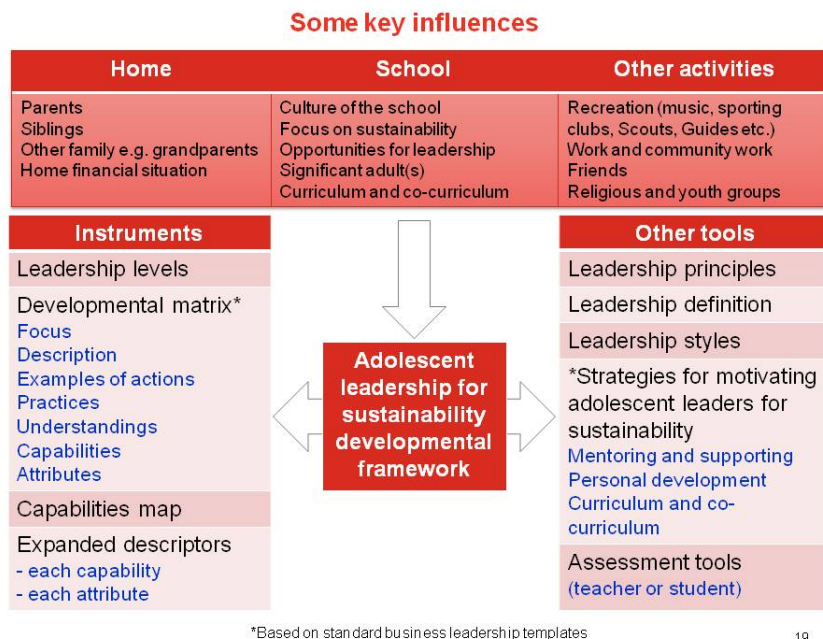 Some key influences
Home
School
Other activities
Parents
Siblings
Other family e.g. grandparents
Home financial situation
Culture of the school
Focus on sustainability
Opportunities for leadership
Significant adult(s)
Curriculum and co-curriculum
Recreation (music, sporting
clubs, Scouts, Guides etc.)
Work and community work
Friends
Religious and youth groups
Instruments
Leadership levels
Developmental matrix*
Focus
Description
Examples of actions
Practices
Understandings
Capabilities
Attributes
Capabilities map
Expanded descriptors
- each capability
- each attribute
Adolescent
leadership for
sustainability
developmental
framework
Other tools
Leadership principles
Leadership definition
Leadership styles
*Strategies for motivating
adolescent leaders for
sustainability
Mentoring and supporting
Personal development
Curriculum and co-
curriculum
Assessment tools
(teacher or student)
*Based on standard business leadership templates
19